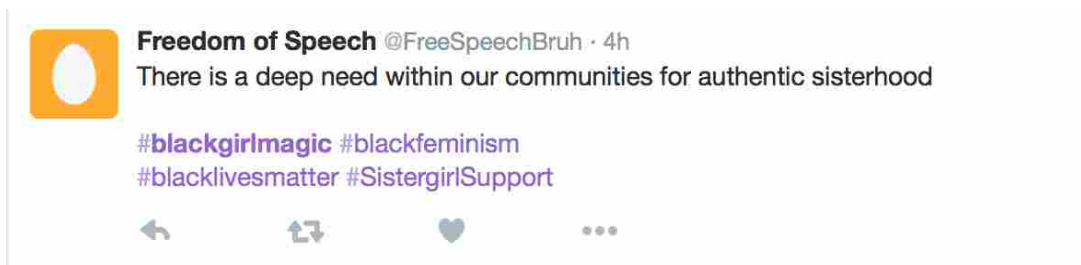 Freedom of Speech @FreeSpeechBruh · 4h
There is a deep need within our communities for authentic sisterhood
#blackgirlmagic #blackfeminism
#blacklivesmatter #SistergirlSupport